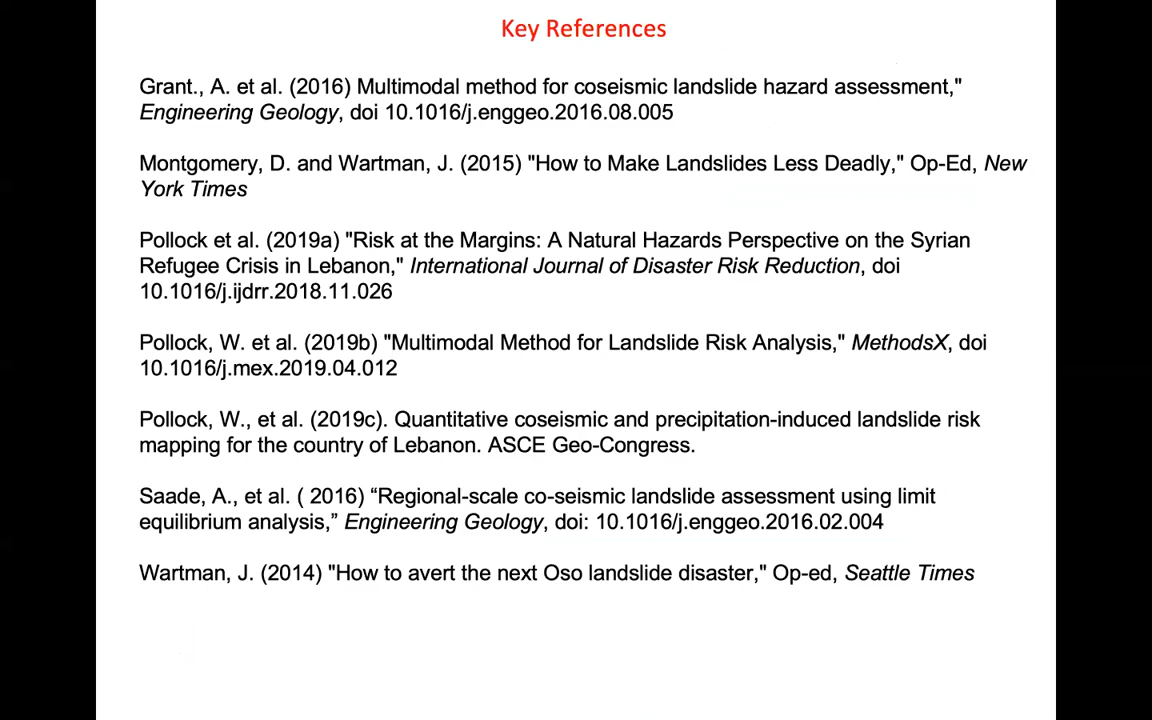 Key References
Grant., A. et al. (2016) Multimodal method for coseismic landslide hazard assessment,"
Engineering Geology, doi 10.1016/j.enggeo.2016.08.005
Montgomery, D. and Wartman, J. (2015) "How to Make Landslides Less Deadly," Op-Ed, New
York Times
Pollock et al. (2019a) "Risk at the Margins: A Natural Hazards Perspective on the Syrian
Refugee Crisis in Lebanon," International Journal of Disaster Risk Reduction, doi
10.1016/j.ijdrr.2018.11.026
Pollock, W. et al. (2019b) "Multimodal Method for Landslide Risk Analysis," MethodsX, doi
10.1016/j.mex.2019.04.012
Pollock, W., et al. (2019c). Quantitative coseismic and precipitation-induced landslide risk
mapping for the country of Lebanon. ASCE Geo-Congress.
Saade, A., et al. ( 2016) “Regional-scale co-seismic landslide assessment using limit
equilibrium analysis,” Engineering Geology, doi: 10.1016/j.enggeo.2016.02.004
Wartman, J. (2014) "How to avert the next Oso landslide disaster," Op-ed, Seattle Times